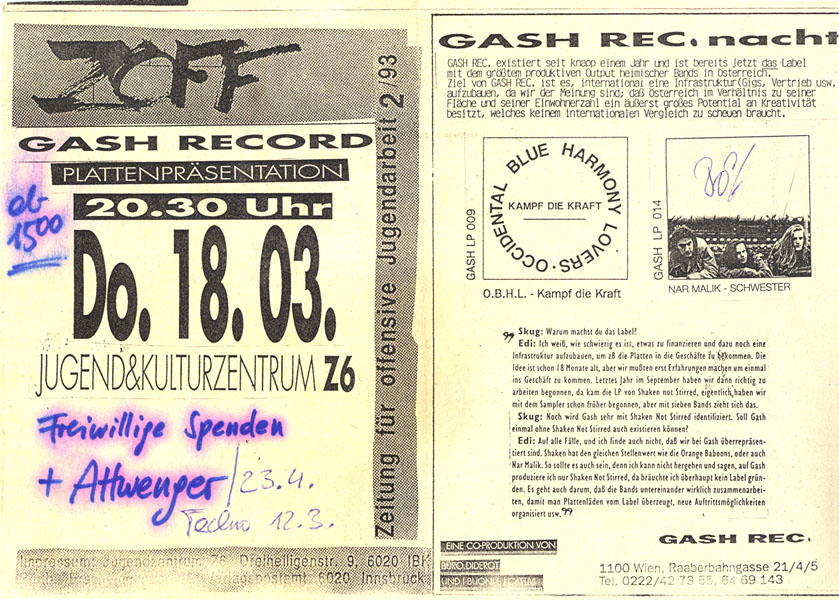 ZOFF
GASH RECORD
PLATTENPRÄSENTATION
20.30 Uhr
ab
1500
Do. 18. 03.
JUGEND&KULTURZENTRUM Z6
Freiwillige Spenden
+ Attwenger / 23.4.
Techno 12.3.
Zeitung für offensive Jugendarbeit 2/93
Impressum: Jugendzentrum Z6, Dreiheiligenstr. 9, 6020 IBK
Verlagspostamt 6020 Innsbruck
GASH REC. nacht
GASH REC. existiert seit knapp einem Jahr und ist bereits jetzt das Label
mit dem größtem produktiven Output heimischer Bands in Österreich.
Ziel von GASH REC. ist es, international eine Infrastruktur(Gigs, Vertrieb usw.
aufzubauen, da wir der Meinung sind; daß Österreich im Verhältnis zu seiner
Fläche und seiner Einwohnerzahl ein äußerst großes Potential an Kreativität
besitzt, welches keinem internationalen Vergleich zu scheuen braucht.
GASH LP 009
OCCIDENTAL BLUE HARMONY LOVERS
KAMPF DIE KRAFT
O.B.H.L. - Kampf die Kraft
GASH LP 014
NAR MALIK - SCHWESTER
„Skug: Warum machst du das Label?
Edi: Ich weiß, wie schwierig es ist, etwas zu finanzieren und dazu noch eine
Infrastruktur aufzubauen, um zB die Platten in die Geschäfte zu bekommen. Die
Idee ist schon 18 Monate alt, aber wir mußten erst Erfahrungen machen um einmal
ins Geschäft zu kommen. Letztes Jahr im September haben wir dann richtig zu
arbeiten begonnen, da kam die LP von Shaken not Stirred, eigentlich haben wir
mit dem Sampler schon früher begonnen, aber mit sieben Bands zieht sich das.
Skug: Noch wird Gash sehr mit Shaken Not Stirred identifiziert. Soll Gash
einmal ohne Shaken Not Stirred auch existieren können?
Edi: Auf alle Fälle, und ich finde auch nicht, daß wir bei Gash überrepräsen-
tiert sind. Shaken hat den gleichen Stellenwert wie die Orange Baboons, oder auch
Nar Malik. So sollte es auch sein, denn ich kann nicht hergehen und sagen, auf Gash
produziere ich nur Shaken Not Stirred, da bräuchte ich überhaupt kein Label grün-
den. Es geht auch darum, daß die Bands untereinander wirklich zusammenarbei-
ten, damit man Plattenläden vom Label überzeugt, neue Auftrittsmöglichkeiten
organisiert usw.“
EINE CO-PRODUKTION VON
BÜRO DIDEROT
GASH REC.
1100 Wien, Raaberbahngasse 21/4/5
Tel. 0222/42 73 55, 64 69 143